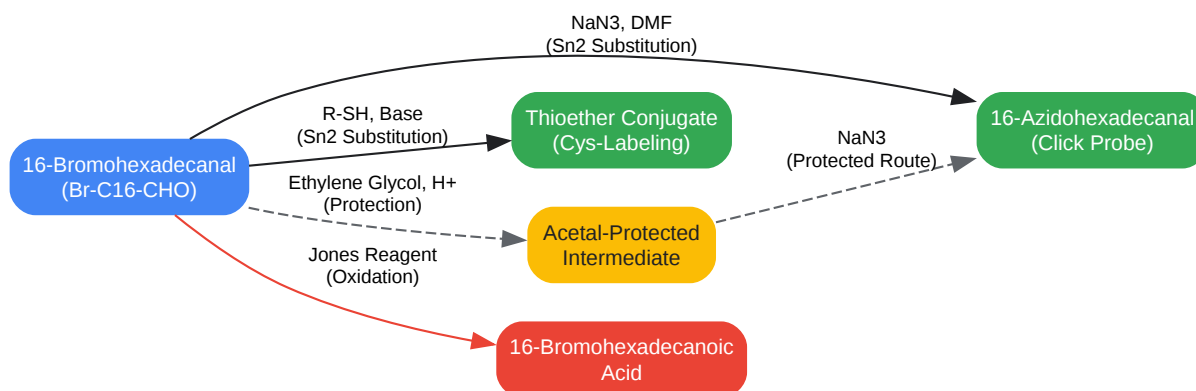 NaN3, DMF
(Sn2 Substitution)
R-SH, Base
(Sn2 Substitution)
Thioether Conjugate
(Cys-Labeling)
16-Azidohexadecanal
(Click Probe)
NaN3
(Protected Route)
16-Bromohexadecanal
(Br-C16-CHO)
Ethylene Glycol, H+
(Protection)
Acetal-Protected
Intermediate
Jones Reagent
(Oxidation)
16-Bromohexadecanoic
Acid